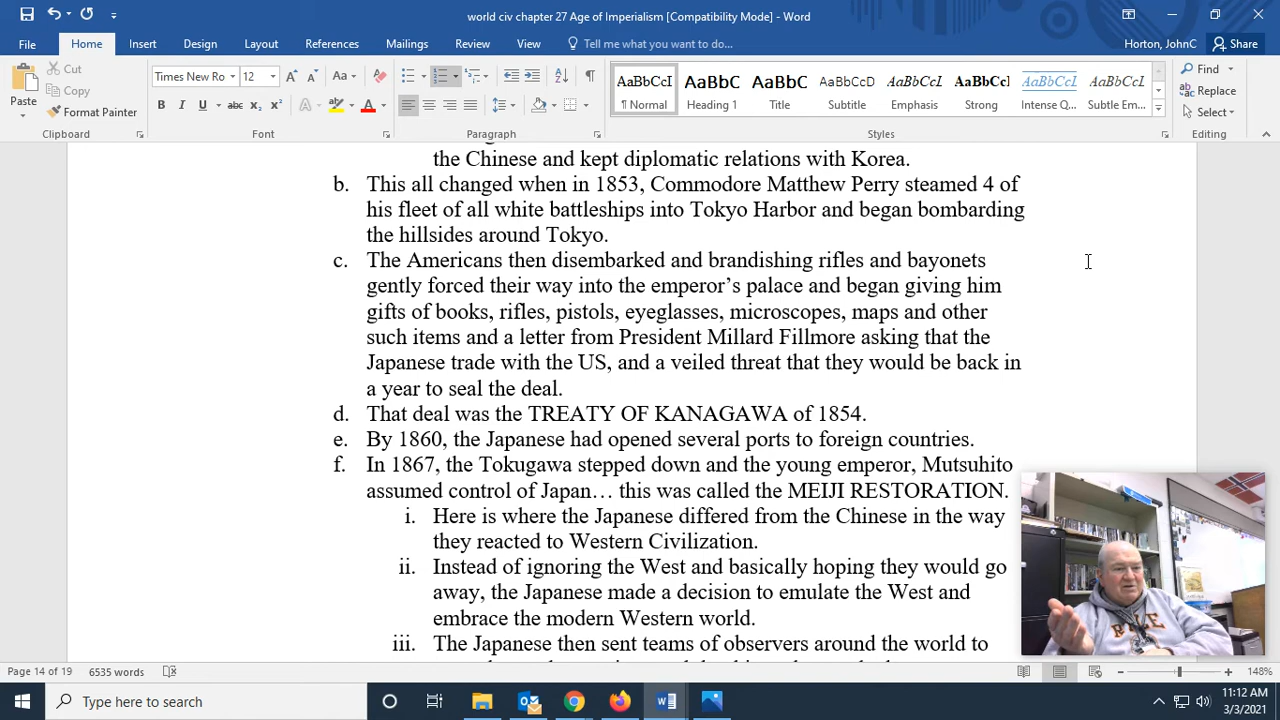 world civ chapter 27 Age of Imperialism [Compatibility Mode] - Word
File Home Insert Design Layout References Mailings Review View Tell me what you want to do... Horton, JohnC Share
Paste Cut Copy Format Painter
Clipboard
Times New Ro 12
Font
Paragraph
AaBbCcI AaBbC AaBbC AaBbCcD AaBbCcI AaBbCcI AaBbCcI AaBbCcI
¶ Normal Heading 1 Title Subtitle Emphasis Strong Intense Q... Subtle Em...
Styles
Find
Replace
Select
Editing
the Chinese and kept diplomatic relations with Korea.
b. This all changed when in 1853, Commodore Matthew Perry steamed 4 of
his fleet of all white battleships into Tokyo Harbor and began bombarding
the hillsides around Tokyo.
c. The Americans then disembarked and brandishing rifles and bayonets
gently forced their way into the emperor's palace and began giving him
gifts of books, rifles, pistols, eyeglasses, microscopes, maps and other
such items and a letter from President Millard Fillmore asking that the
Japanese trade with the US, and a veiled threat that they would be back in
a year to seal the deal.
d. That deal was the TREATY OF KANAGAWA of 1854.
e. By 1860, the Japanese had opened several ports to foreign countries.
f. In 1867, the Tokugawa stepped down and the young emperor, Mutsuhito
assumed control of Japan… this was called the MEIJI RESTORATION.
i. Here is where the Japanese differed from the Chinese in the way
they reacted to Western Civilization.
ii. Instead of ignoring the West and basically hoping they would go
away, the Japanese made a decision to emulate the West and
embrace the modern Western world.
iii. The Japanese then sent teams of observers around the world to
Page 14 of 19 6535 words 148%
Type here to search
11:12 AM
3/3/2021